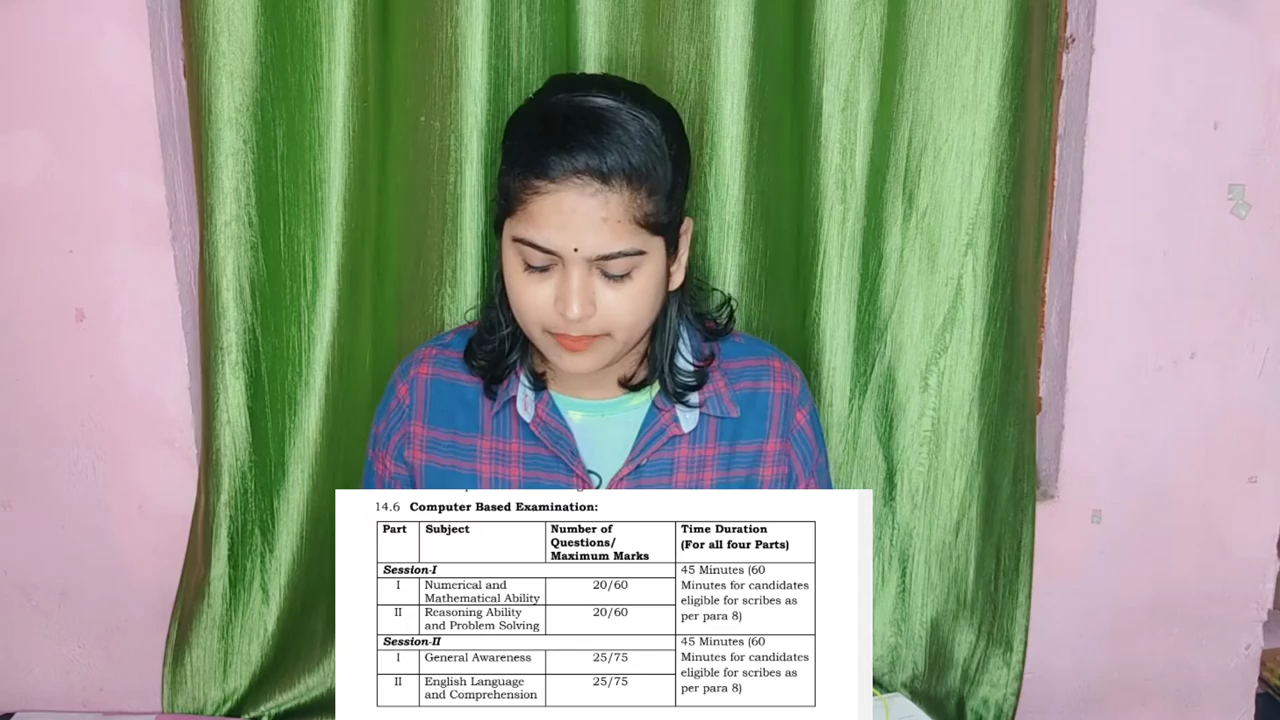 14.6 Computer Based Examination:
Part Subject Number of Questions/ Maximum Marks Time Duration (For all four Parts)
Session-I 45 Minutes (60 Minutes for candidates eligible for scribes as per para 8)
I Numerical and Mathematical Ability 20/60
II Reasoning Ability and Problem Solving 20/60
Session-II 45 Minutes (60 Minutes for candidates eligible for scribes as per para 8)
I General Awareness 25/75
II English Language and Comprehension 25/75